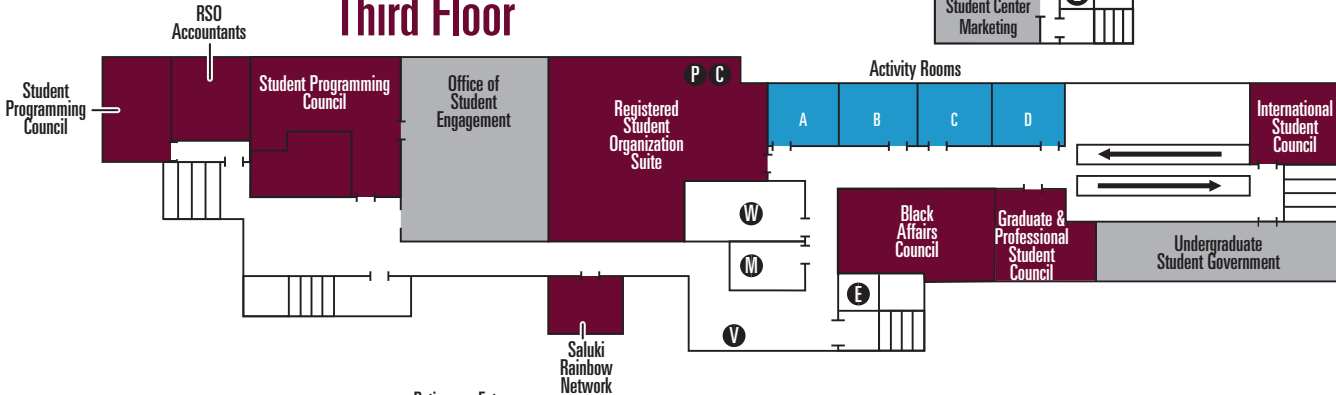 Third Floor
Student Center
Marketing
RSO
Accountants
Student
Programming
Council
Student Programming
Council
Office of
Student
Engagement
Registered
Student
Organization
Suite
P C
Activity Rooms
A
B
C
D
International
Student
Council
W
M
E
V
Black
Affairs
Council
Graduate &
Professional
Student
Council
Undergraduate
Student Government
Saluki
Rainbow
Network